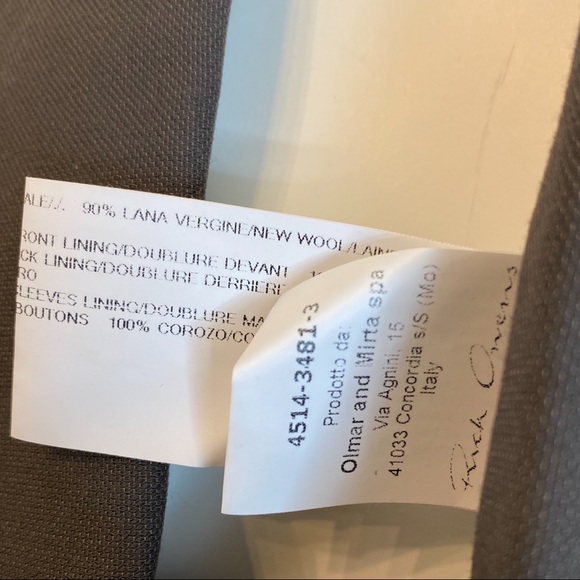 ALE/./. 90% LANA VERGINE/NEW WOOL/LAINE
RONT LINING/DOUBLURE DEVANT
CK LINING/DOUBLURE DERRIERE
RO
LEEVES LINING/DOUBLURE MA
BOUTONS 100% COROZO/CO
4514-3481-3
Prodotto da:
Olmar and Mirta spa
Via Agnini, 15
41033 Concordia s/S (Mo)
Italy
Rick Owens